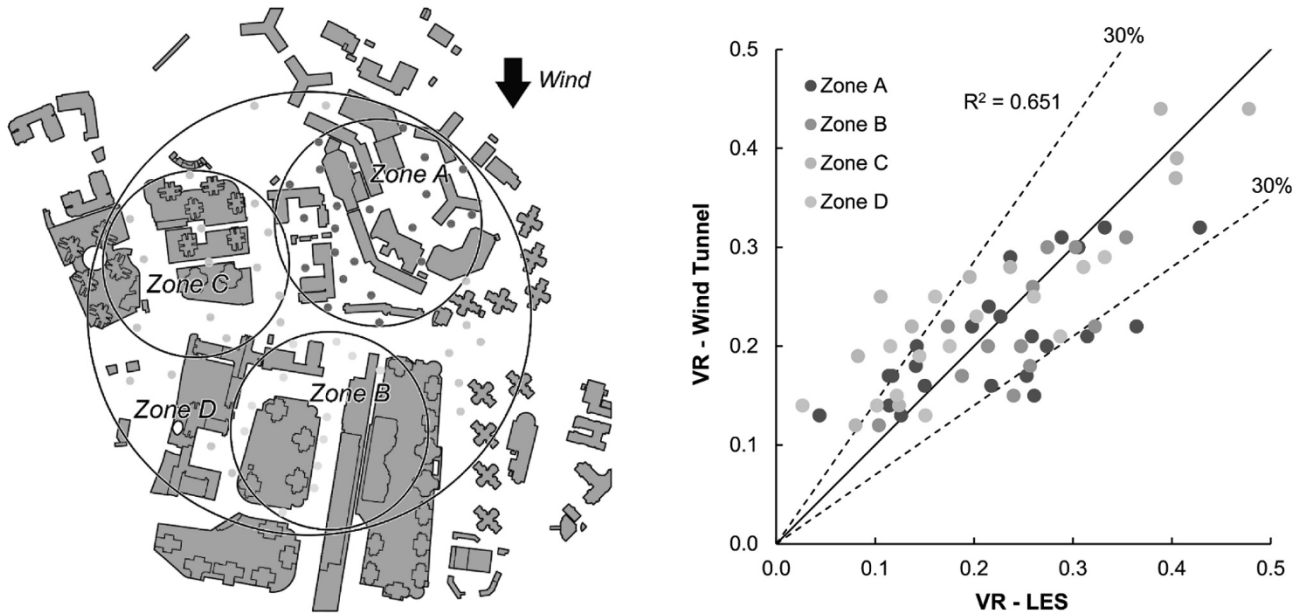 Wind
Zone A
Zone C
Zone D
Zone B
0.5
0.4
0.3
0.2
0.1
0.0
0.0
0.1
0.2
0.3
0.4
0.5
VR - Wind Tunnel
VR - LES
30%
R² = 0.651
30%
Zone A
Zone B
Zone C
Zone D